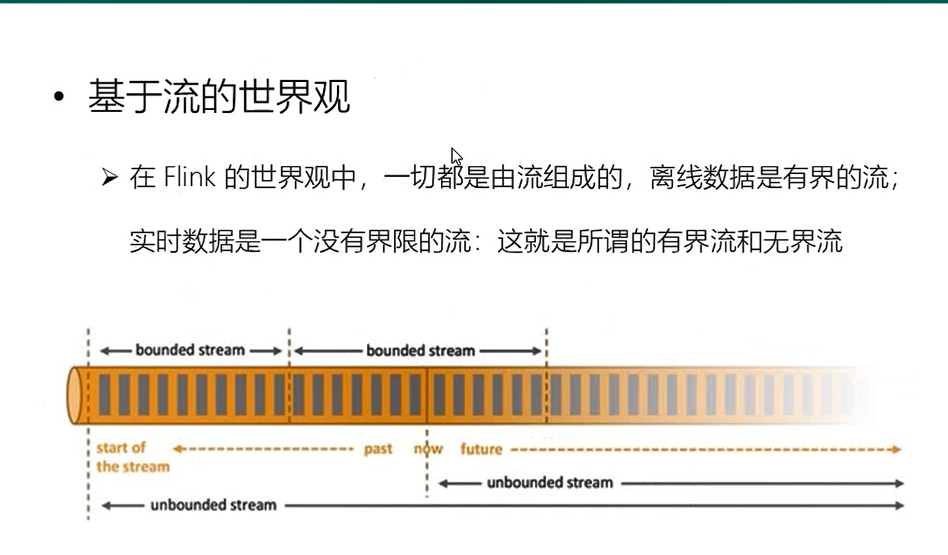 基于流的世界观
在 Flink 的世界观中，一切都是由流组成的，离线数据是有界的流；
实时数据是一个没有界限的流：这就是所谓的有界流和无界流
bounded stream
bounded stream
start of
the stream
past
now
future
unbounded stream
unbounded stream